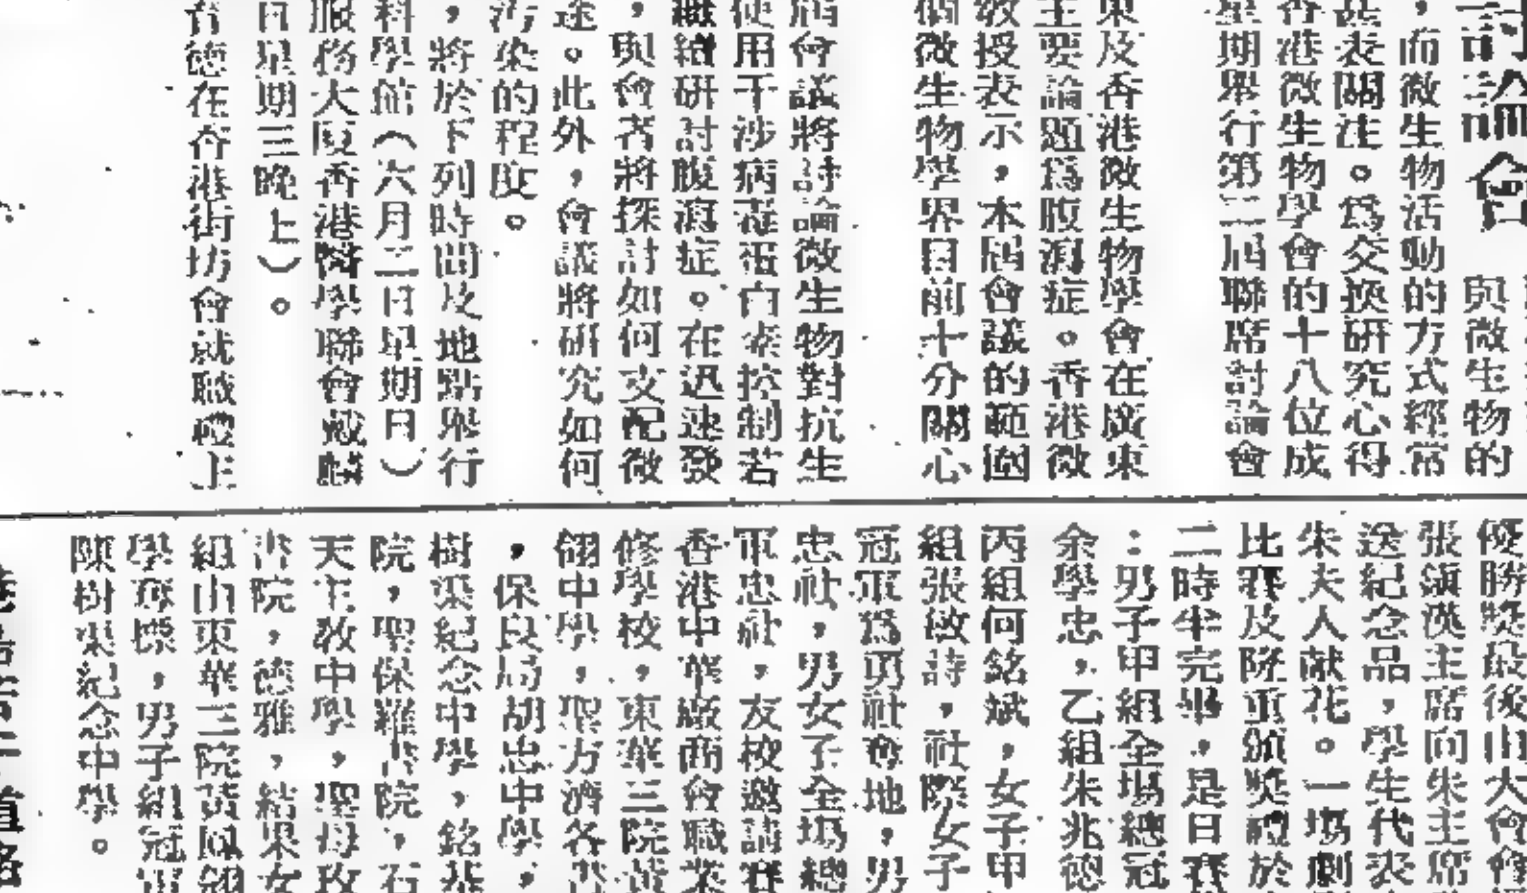 討論會
與微生物的
，而微生物活動的方式經常
甚表關注。為交換研究心得
香港微生物學會的十八位成
星期舉行第二屆聯席討論會
東及香港微生物學會在廣東
主要論題為腹瀉症。香港微
教授表示，本屆會議的範圍
個微生物學界目前十分關心
屆會議將討論微生物對抗生
使用干涉病毒蛋白素控制若
繼續研討腹瀉症。在迅速發
，與會者將探討如何支配微
途。此外，會議將研究如何
污染的程度。
，將於下列時間及地點舉行
科學館（六月二日星期日）
服務大廈香港醫學聯會戴麟
日星期三晚上）。
育德在香港街坊會就職禮上
優勝獎最後由大會會
張漢主席向朱主席
送紀念品，學生代表
朱夫人献花。一場劇
比賽及隆重頒獎禮於
二時半完畢，是日賽
：男子甲組全場總冠
余學忠，乙組朱兆德
丙組何銘斌，女子甲
組張敏詩，社際女子
冠軍為勇社奪地，男
忠社，男女子全場總
軍忠社，友校邀請賽
香港中華廠商會職業
修學校，東華三院黃
翎中學，聖方濟各書
，保良局胡忠中學，
樹渠紀念中學，銘基
院，聖保羅書院，石
天主教中學，聖母玫
書院，德雅，結果女
組由東華三院黃鳳翎
學奪標，男子組冠軍
陳樹渠紀念中學。